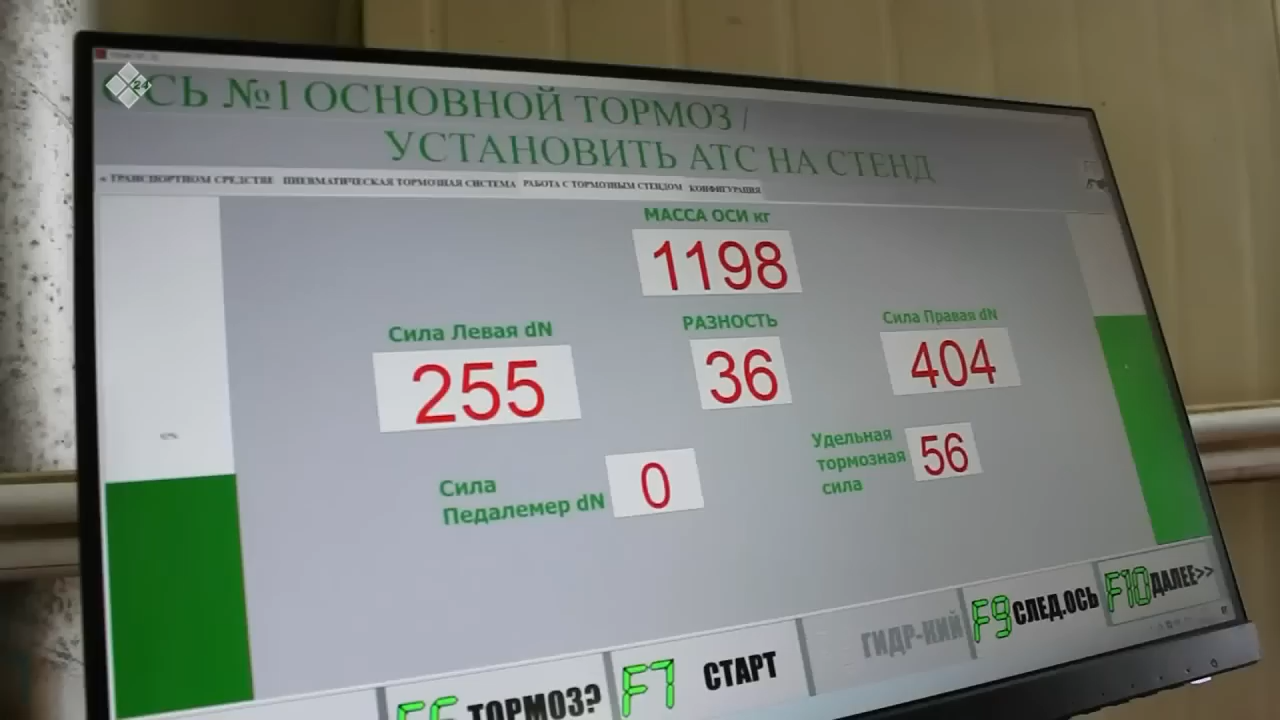 24
ОСЬ №1 ОСНОВНОЙ ТОРМОЗ /
УСТАНОВИТЬ АТС НА СТЕНД
ТРАНСПОРТНОМ СРЕДСТВЕ ПНЕВМАТИЧЕСКАЯ ТОРМОЗНАЯ СИСТЕМА РАБОТА С ТОРМОЗНЫМ СТЕНДОМ КОНФИГУРАЦИЯ
МАССА ОСИ кг
1198
Сила Левая dN
РАЗНОСТЬ
Сила Правая dN
255
36
404
Сила
Педалемер dN
0
Удельная
тормозная
сила
56
ТОРМОЗ?
F7 СТАРТ
ГИДР-КИЙ
F9 СЛЕД.ОСЬ
F10 ДАЛЕЕ>>